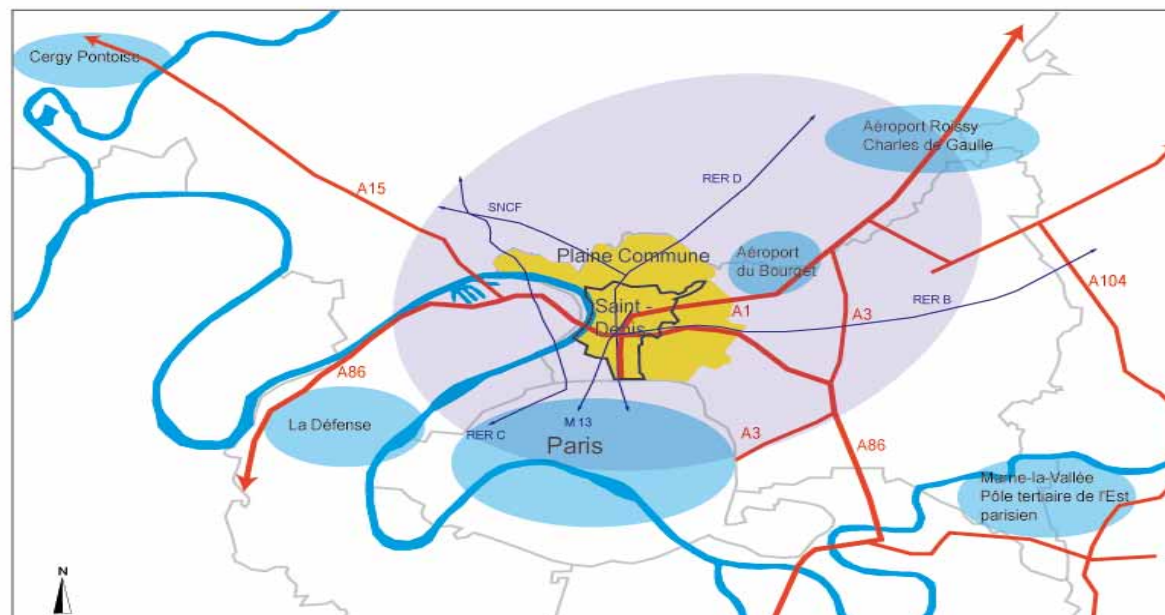 Cergy Pontoise
Aéroport Roissy
Charles de Gaulle
RER D
A15
SNCF
Plaine Commune
Aéroport
du Bourget
A104
RER B
Saint -
Denis
A1
A3
A86
La Défense
M 13
RER C
Paris
A3
A86
Marne-la-Vallée
Pôle tertiaire de l'Est
parisien
N